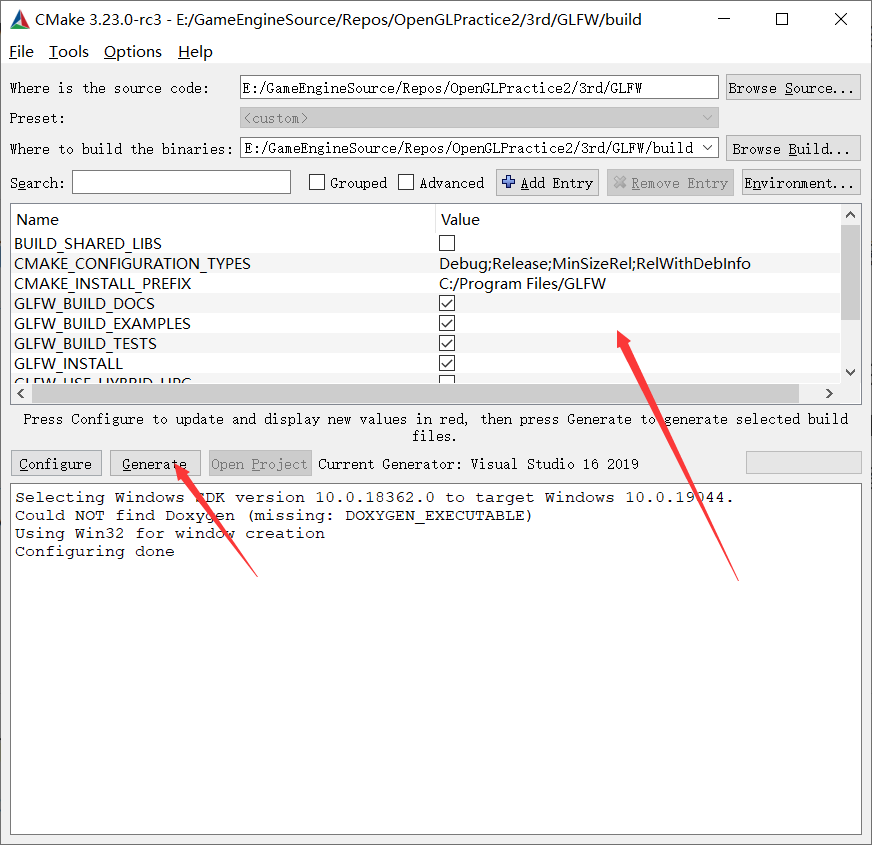 CMake 3.23.0-rc3 - E:/GameEngineSource/Repos/OpenGLPractice2/3rd/GLFW/build
File Tools Options Help
Where is the source code: E:/GameEngineSource/Repos/OpenGLPractice2/3rd/GLFW Browse Source...
Preset: <custom>
Where to build the binaries: E:/GameEngineSource/Repos/OpenGLPractice2/3rd/GLFW/build Browse Build...
Search: Grouped Advanced Add Entry Remove Entry Environment...
Name Value
BUILD_SHARED_LIBS
CMAKE_CONFIGURATION_TYPES Debug;Release;MinSizeRel;RelWithDebInfo
CMAKE_INSTALL_PREFIX C:/Program Files/GLFW
GLFW_BUILD_DOCS
GLFW_BUILD_EXAMPLES
GLFW_BUILD_TESTS
GLFW_INSTALL
GLFW_USE_HYBRID_HPG
Press Configure to update and display new values in red, then press Generate to generate selected build
files.
Configure Generate Open Project Current Generator: Visual Studio 16 2019
Selecting Windows SDK version 10.0.18362.0 to target Windows 10.0.19044.
Could NOT find Doxygen (missing: DOXYGEN_EXECUTABLE)
Using Win32 for window creation
Configuring done